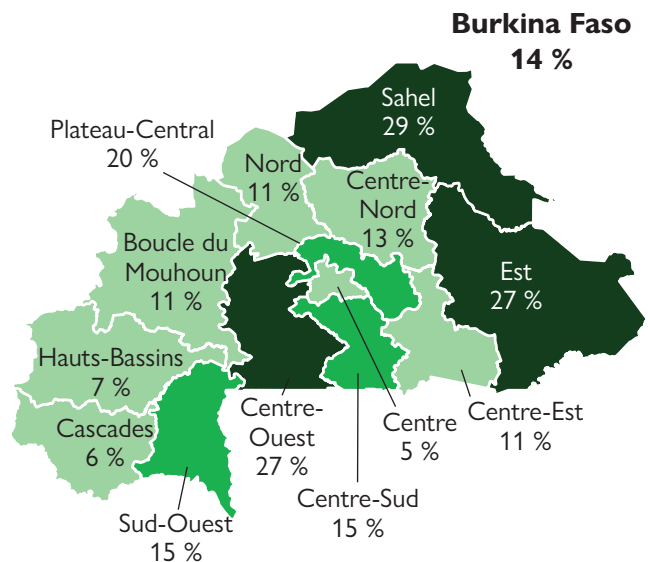 Burkina Faso
14 %
Sahel
29 %
Plateau-Central
20 %
Nord
11 %
Centre-
Nord
13 %
Boucle du
Mouhoun
11 %
Est
27 %
Hauts-Bassins
7 %
Cascades
6 %
Centre-
Ouest
27 %
Centre
5 %
Centre-Est
11 %
Centre-Sud
15 %
Sud-Ouest
15 %